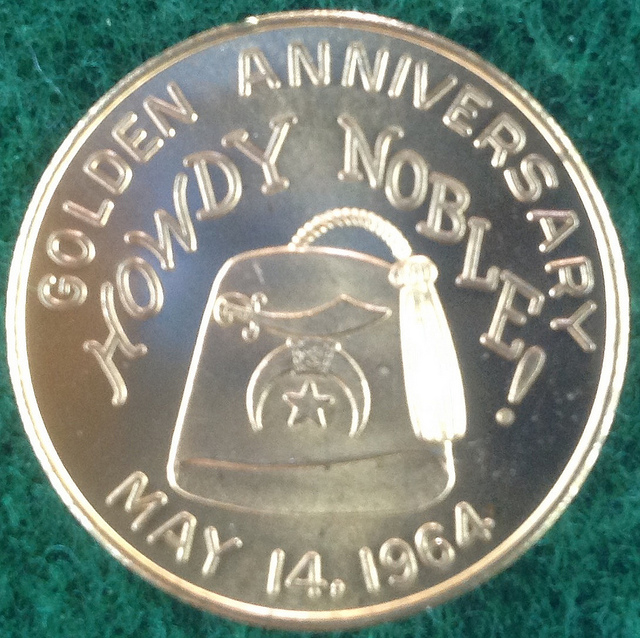 GOLDEN ANNIVERSARY
HOWDY NOBLE!
MAY 14, 1964